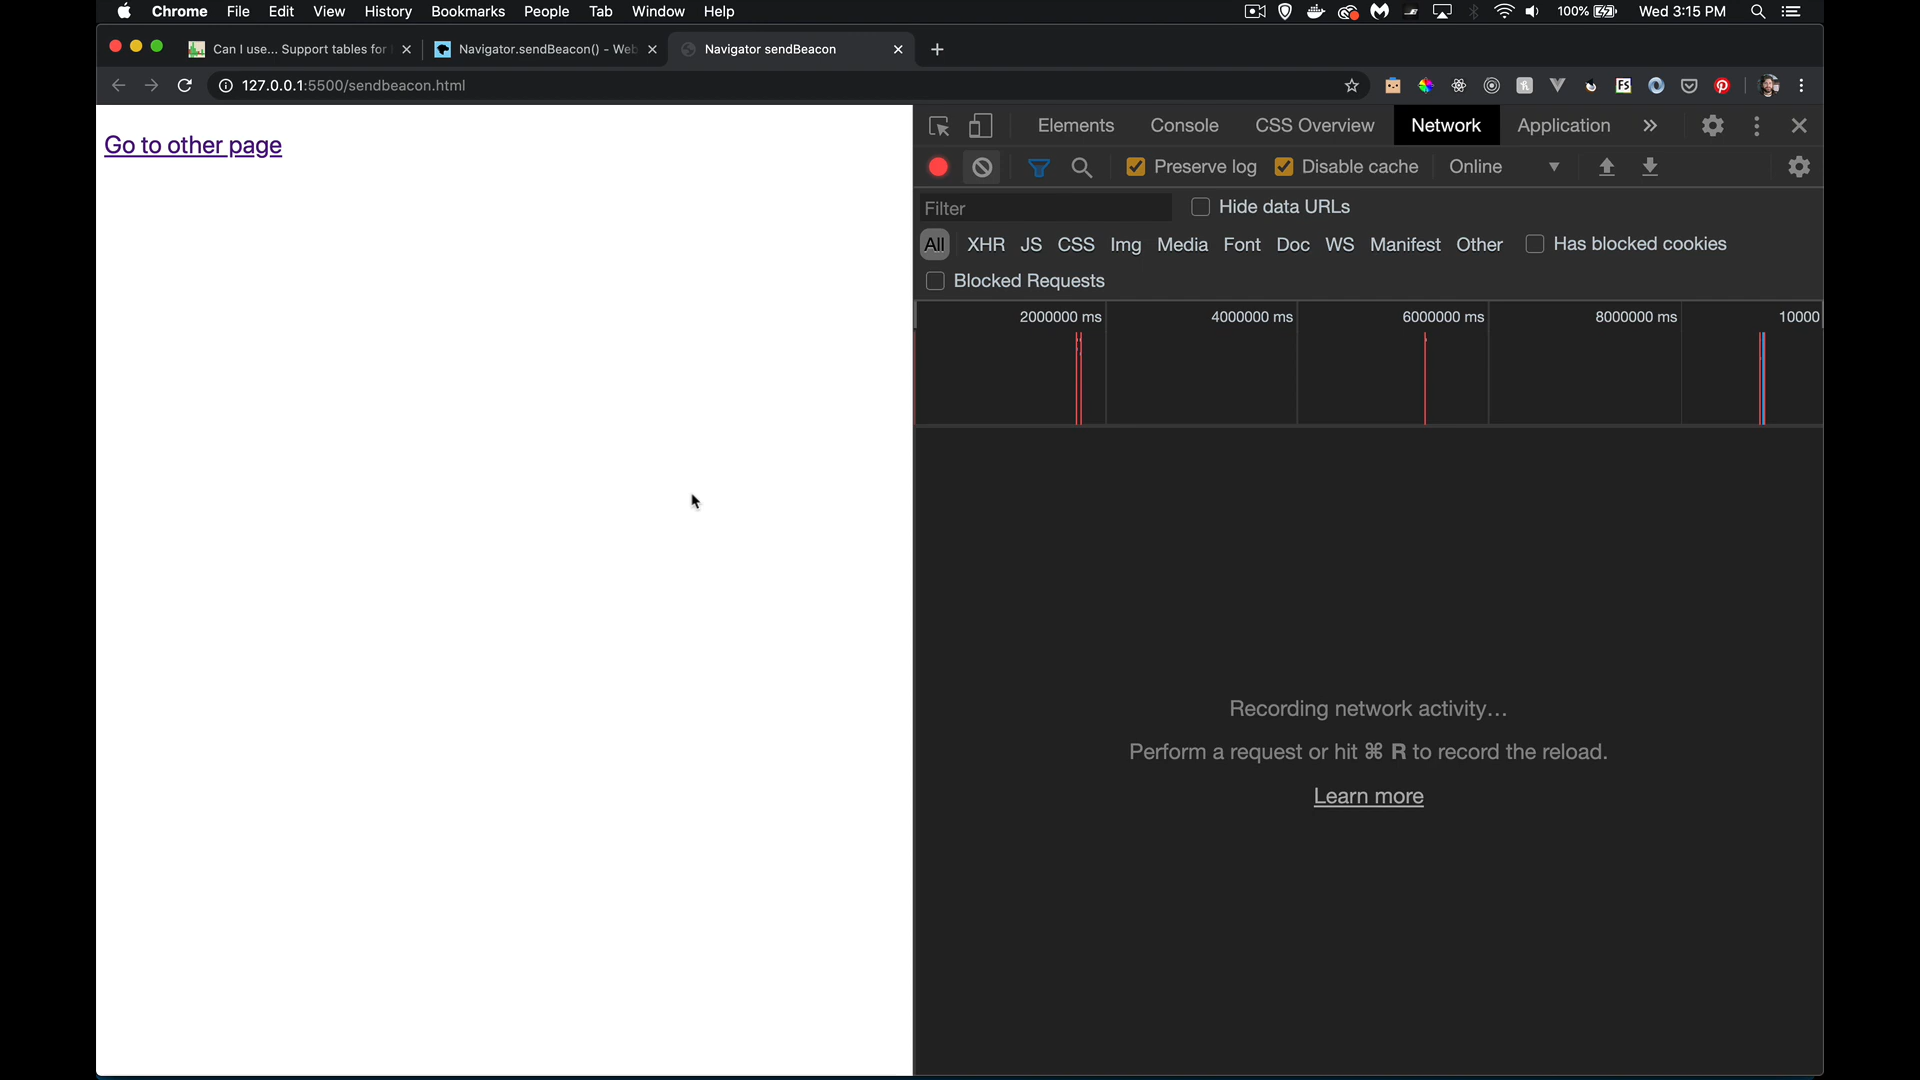 Chrome File Edit View History Bookmarks People Tab Window Help 100% Wed 3:15 PM
Can I use... Support tables for Navigator.sendBeacon() - Web Navigator sendBeacon
127.0.0.1:5500/sendbeacon.html
Go to other page
Elements Console CSS Overview Network Application
Preserve log Disable cache Online
Filter Hide data URLs
All XHR JS CSS Img Media Font Doc WS Manifest Other Has blocked cookies
Blocked Requests
2000000 ms 4000000 ms 6000000 ms 8000000 ms 10000
Recording network activity…
Perform a request or hit ⌘ R to record the reload.
Learn more